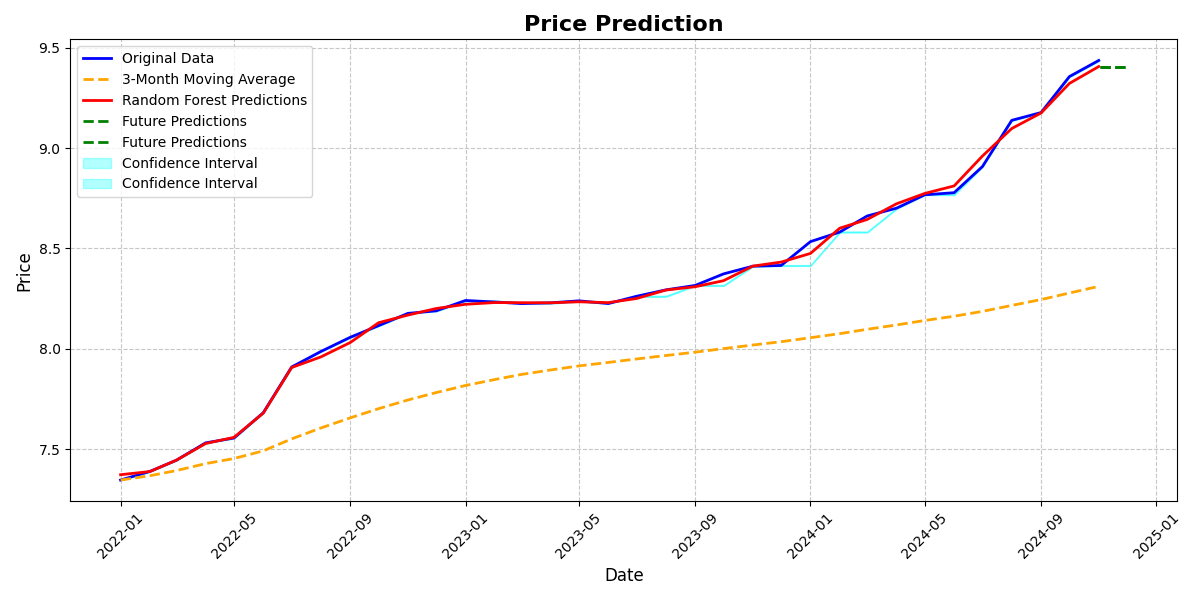 Price Prediction
9.5
9.0
8.5
8.0
7.5
Price
Original Data
3-Month Moving Average
Random Forest Predictions
Future Predictions
Future Predictions
Confidence Interval
Confidence Interval
2022-01
2022-05
2022-09
2023-01
2023-05
2023-09
2024-01
2024-05
2024-09
2025-01
Date